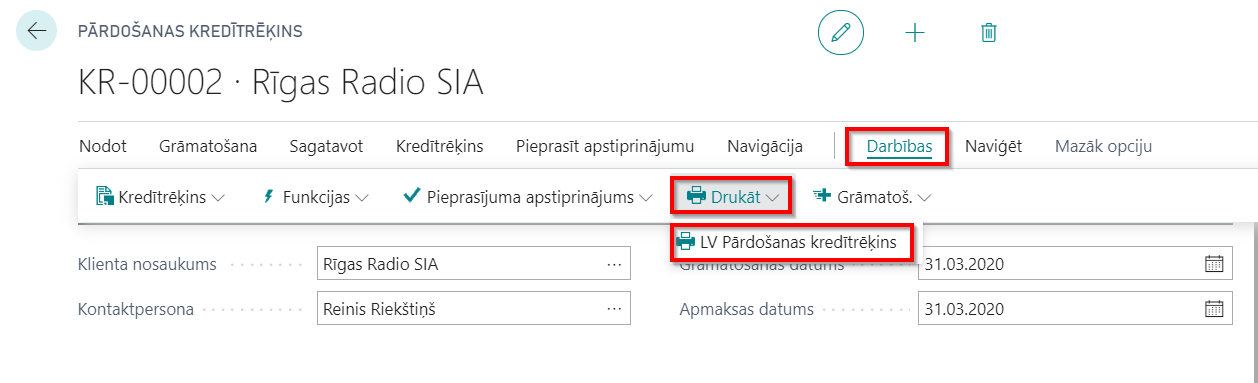 PĀRDOŠANAS KREDĪTRĒĶINS
KR-00002 · Rīgas Radio SIA
Nodot Grāmatošana Sagatavot Kredītrēķins Pieprasīt apstiprinājumu Navigācija Darbības Naviģēt Mazāk opciju
Kredītrēķins Funkcijas Pieprasījuma apstiprinājums Drukāt Grāmatoš.
LV Pārdošanas kredītrēķins
Klienta nosaukums Rīgas Radio SIA ··· Grāmatošanas datums 31.03.2020
Kontaktpersona Reinis Riekštiņš ··· Apmaksas datums 31.03.2020